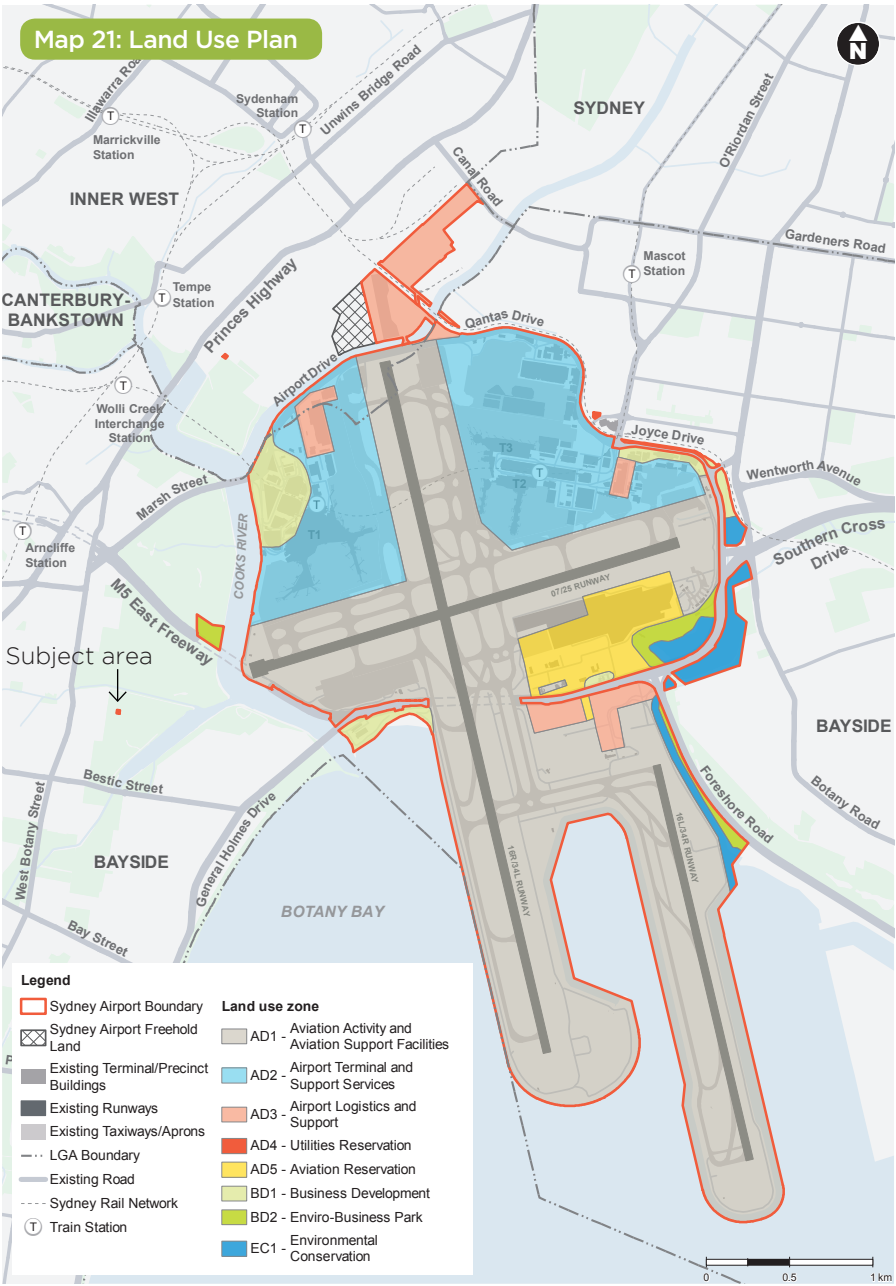 Map 21: Land Use Plan
N
Illawarra Roa
Sydenham
Station
Unwins Bridge Road
SYDNEY
O'Riordan Street
T
T
Marrickville
Station
Canal Road
INNER WEST
Gardeners Road
Mascot
Station
T
CANTERBURY-
BANKSTOWN
T
Tempe
Station
Princes Highway
Qantas Drive
Airport Drive
T
Wolli Creek
Interchange
Station
Joyce Drive
T3
T
T2
Wentworth Avenue
Marsh Street
T
T1
Southern Cross
Drive
T
Arncliffe
Station
COOKS RIVER
07/25 RUNWAY
M5 East Freeway
Subject area
BAYSIDE
Bestic Street
Foreshore Road
Botany Road
West Botany Street
General Holmes Drive
16R/34L RUNWAY
16L/34R RUNWAY
BAYSIDE
BOTANY BAY
Bay Street
P
Legend
Sydney Airport Boundary
Sydney Airport Freehold
Land
Existing Terminal/Precinct
Buildings
Existing Runways
Existing Taxiways/Aprons
LGA Boundary
Existing Road
Sydney Rail Network
T Train Station
Land use zone
AD1 - Aviation Activity and
Aviation Support Facilities
AD2 - Airport Terminal and
Support Services
AD3 - Airport Logistics and
Support
AD4 - Utilities Reservation
AD5 - Aviation Reservation
BD1 - Business Development
BD2 - Enviro-Business Park
EC1 - Environmental
Conservation
0 0.5 1 km